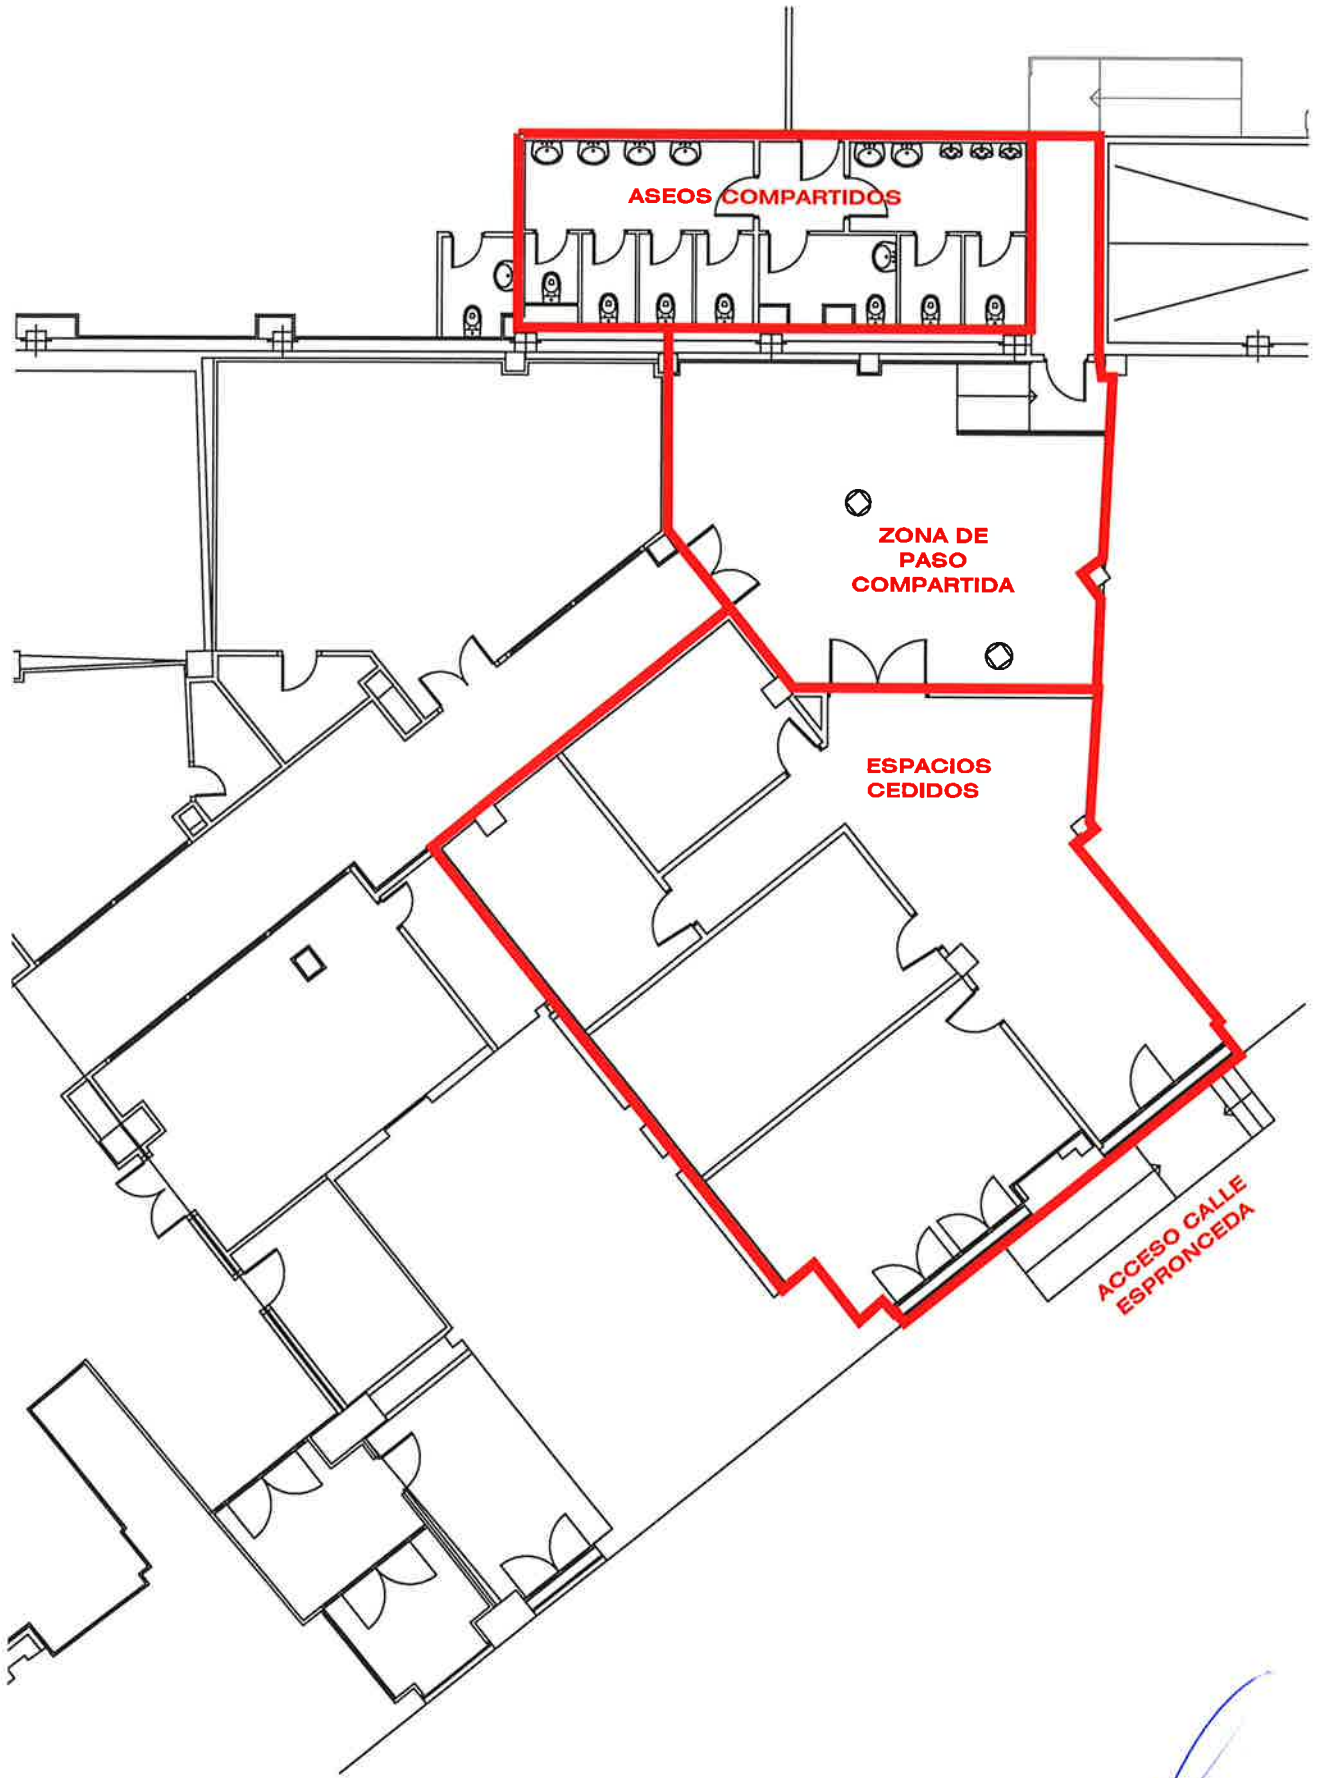 ASEOS COMPARTIDOS
ZONA DE
PASO
COMPARTIDA
ESPACIOS
CEDIDOS
ACCESO CALLE
ESPRONCEDA